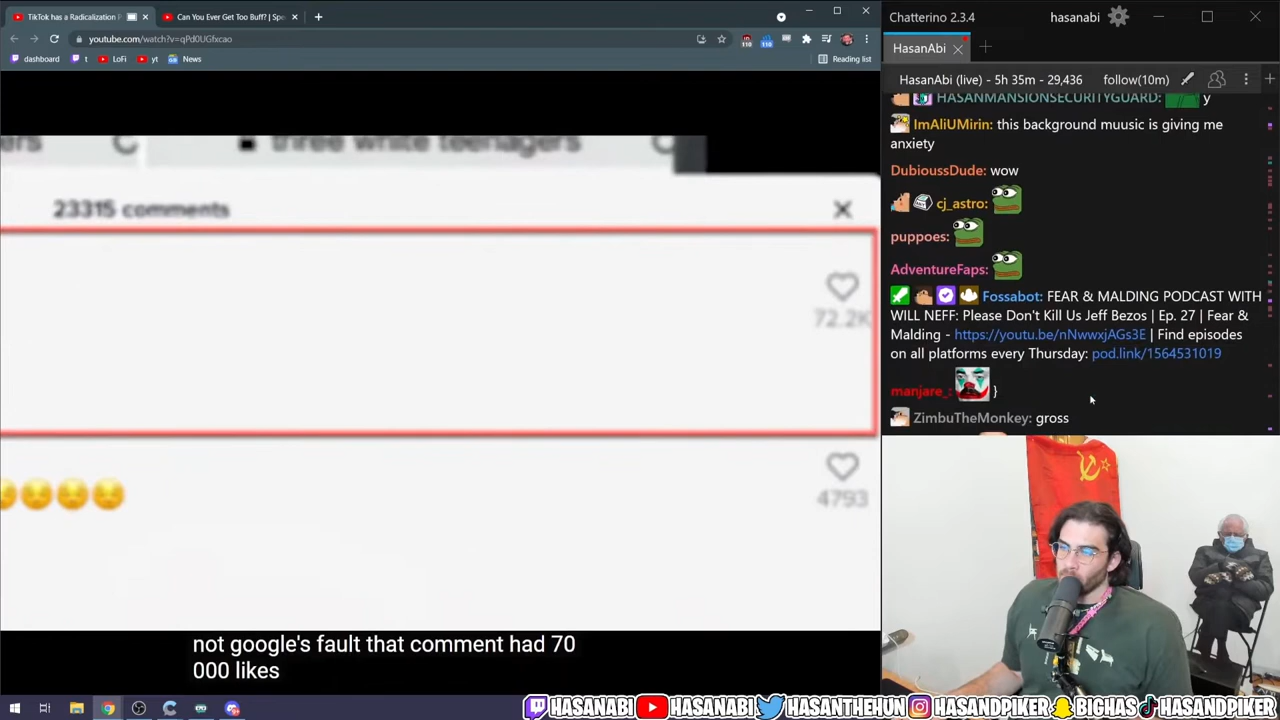 TikTok has a Radicalization P
Can You Ever Get Too Buff? | Spe
youtube.com/watch?v=qPd0UGfxcao
dashboard
t
LoFi
yt
News
Reading list
three white teenagers
23315 comments
72.2K
4793
not google's fault that comment had 70
000 likes
Chatterino 2.3.4
hasanabi
HasanAbi
HasanAbi (live) - 5h 35m - 29,436
follow(10m)
HASANMANSIONSECURITYGUARD: y
ImAliUMirin: this background muusic is giving me
anxiety
DubioussDude: wow
cj_astro:
puppoes:
AdventureFaps:
Fossabot: FEAR & MALDING PODCAST WITH
WILL NEFF: Please Don't Kill Us Jeff Bezos | Ep. 27 | Fear &
Malding - https://youtu.be/nNwwxjAGs3E | Find episodes
on all platforms every Thursday: pod.link/1564531019
manjare_: }
ZimbuTheMonkey: gross
HASANABI HASANABI HASANTHEHUN HASANDPIKER BIGHAS HASANDPIKER